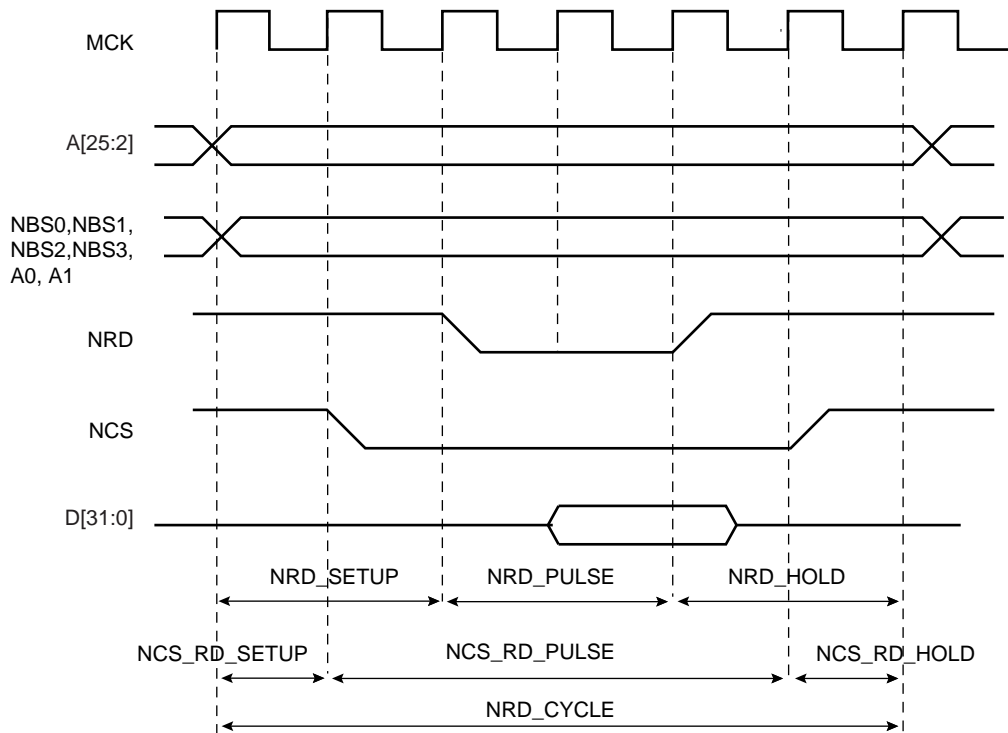 MCK
A[25:2]
NBS0,NBS1,
NBS2,NBS3,
A0, A1
NRD
NCS
D[31:0]
NRD_SETUP NRD_PULSE NRD_HOLD
NCS_RD_SETUP NCS_RD_PULSE NCS_RD_HOLD
NRD_CYCLE